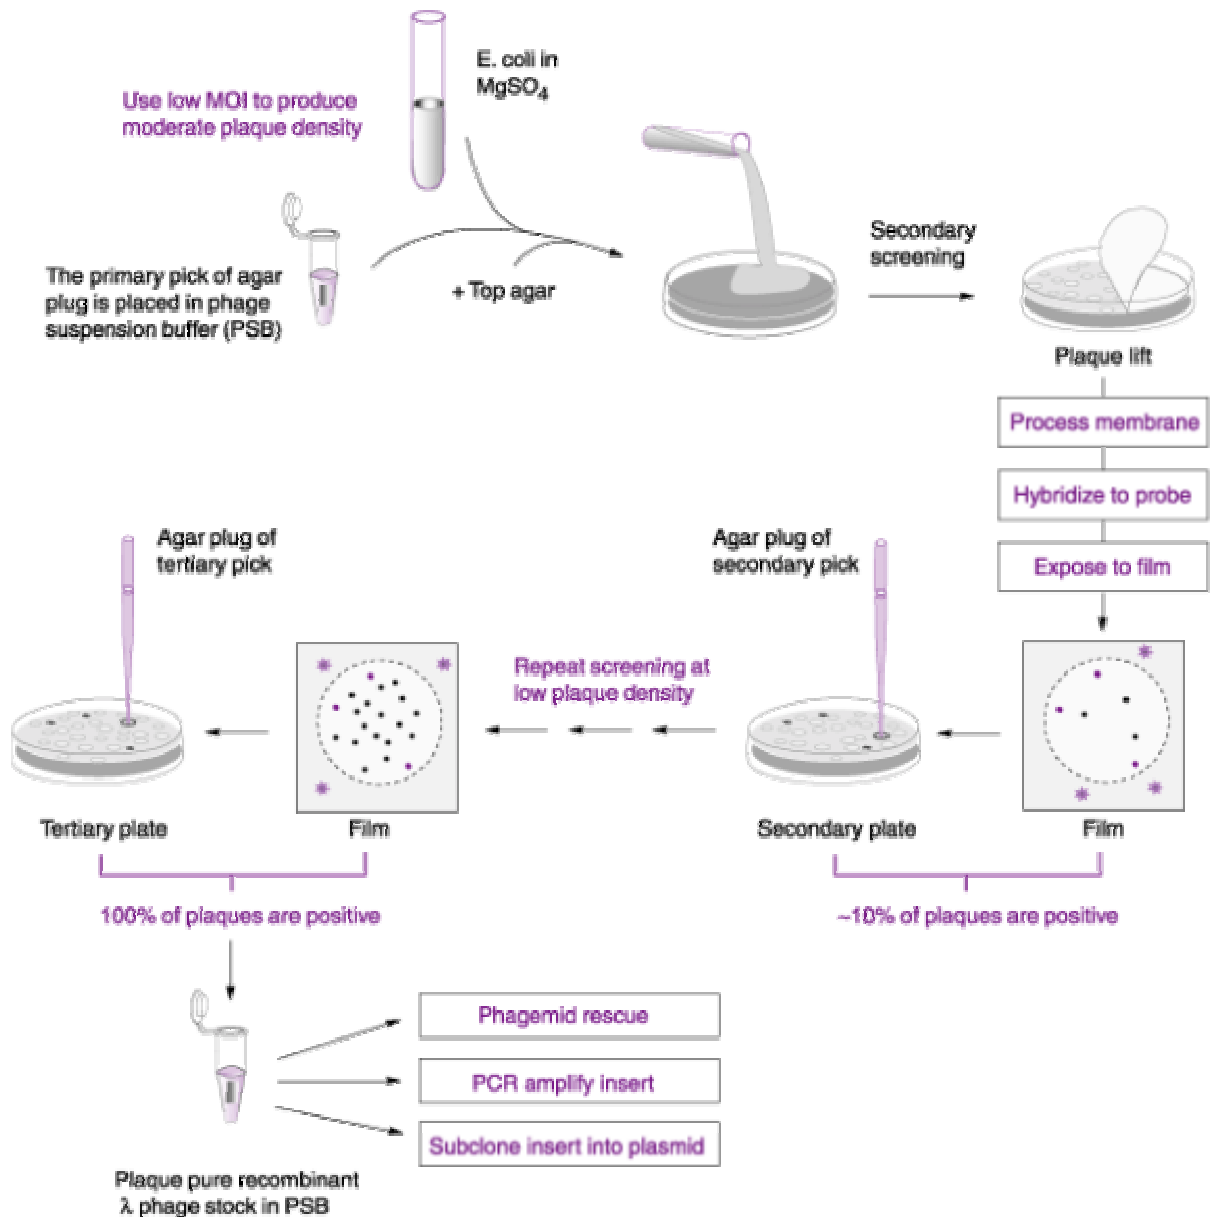 Use low MOI to produce
moderate plaque density
E. coli in
MgSO₄
The primary pick of agar
plug is placed in phage
suspension buffer (PSB)
+ Top agar
Secondary
screening
Plaque lift
Process membrane
Hybridize to probe
Expose to film
Agar plug of
tertiary pick
Agar plug of
secondary pick
Repeat screening at
low plaque density
Tertiary plate
Film
Secondary plate
Film
100% of plaques are positive
~10% of plaques are positive
Phagemid rescue
PCR amplify insert
Subclone insert into plasmid
Plaque pure recombinant
λ phage stock in PSB